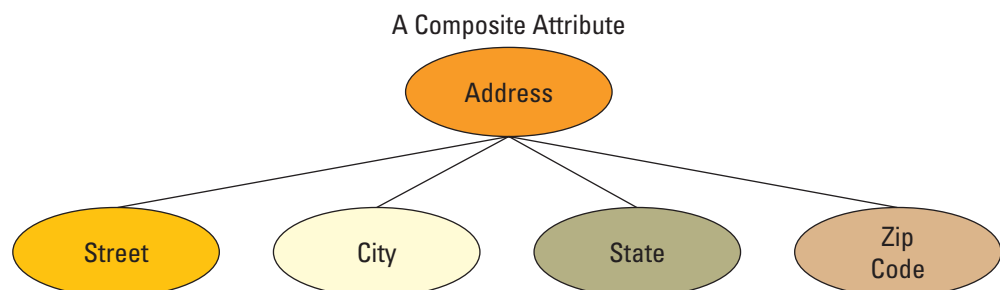 A Composite Attribute
Address
Street
City
State
Zip
Code